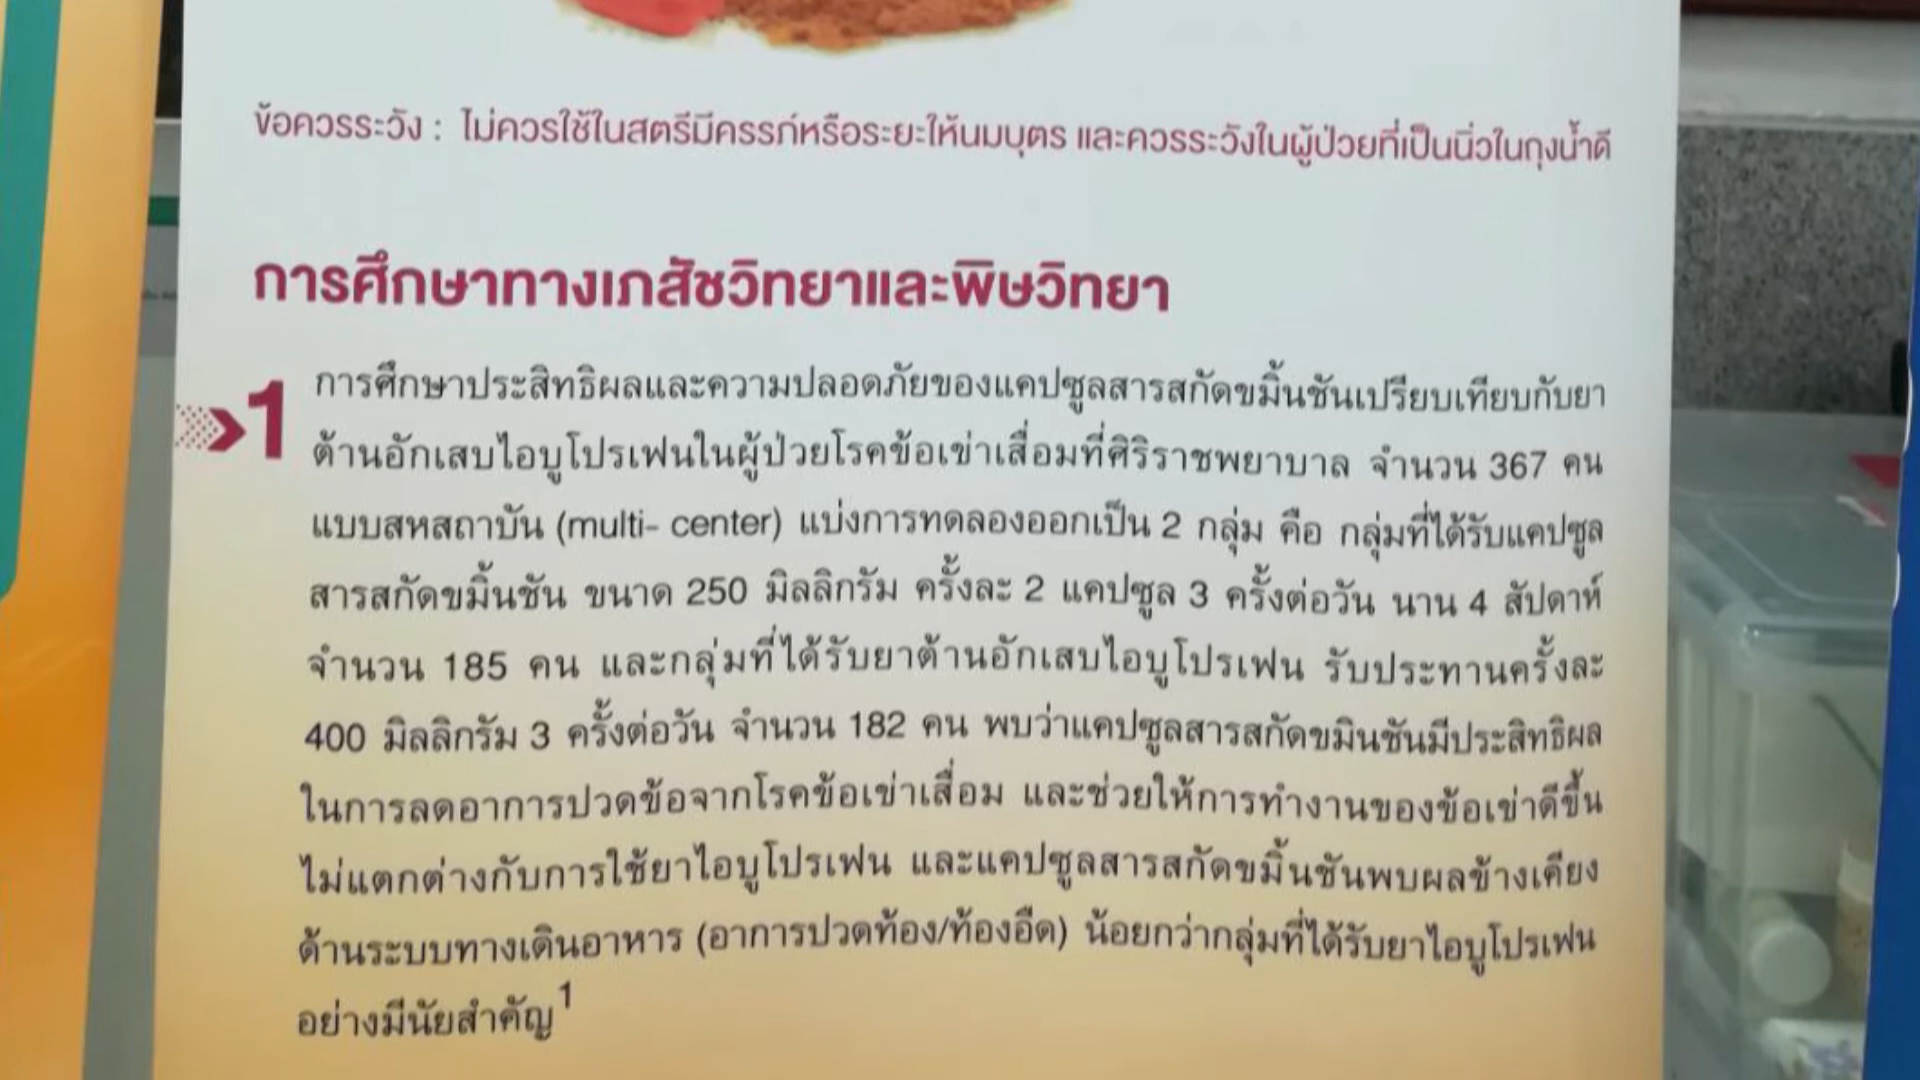 ข้อควรระวัง : ไม่ควรใช้ในสตรีมีครรภ์หรือระยะให้นมบุตร และควรระวังในผู้ป่วยที่เป็นนิ่วในถุงน้ำดี
การศึกษาทางเภสัชวิทยาและพิษวิทยา
1 การศึกษาประสิทธิผลและความปลอดภัยของแคปซูลสารสกัดขมิ้นชันเปรียบเทียบกับยา
ต้านอักเสบไอบูโปรเฟนในผู้ป่วยโรคข้อเข่าเสื่อมที่ศิริราชพยาบาล จำนวน 367 คน
แบบสหสถาบัน (multi- center) แบ่งการทดลองออกเป็น 2 กลุ่ม คือ กลุ่มที่ได้รับแคปซูล
สารสกัดขมิ้นชัน ขนาด 250 มิลลิกรัม ครั้งละ 2 แคปซูล 3 ครั้งต่อวัน นาน 4 สัปดาห์
จำนวน 185 คน และกลุ่มที่ได้รับยาต้านอักเสบไอบูโปรเฟน รับประทานครั้งละ
400 มิลลิกรัม 3 ครั้งต่อวัน จำนวน 182 คน พบว่าแคปซูลสารสกัดขมินชันมีประสิทธิผล
ในการลดอาการปวดข้อจากโรคข้อเข่าเสื่อม และช่วยให้การทำงานของข้อเข่าดีขึ้น
ไม่แตกต่างกับการใช้ยาไอบูโปรเฟน และแคปซูลสารสกัดขมิ้นชันพบผลข้างเคียง
ด้านระบบทางเดินอาหาร (อาการปวดท้อง/ท้องอืด) น้อยกว่ากลุ่มที่ได้รับยาไอบูโปรเฟน
อย่างมีนัยสำคัญ1